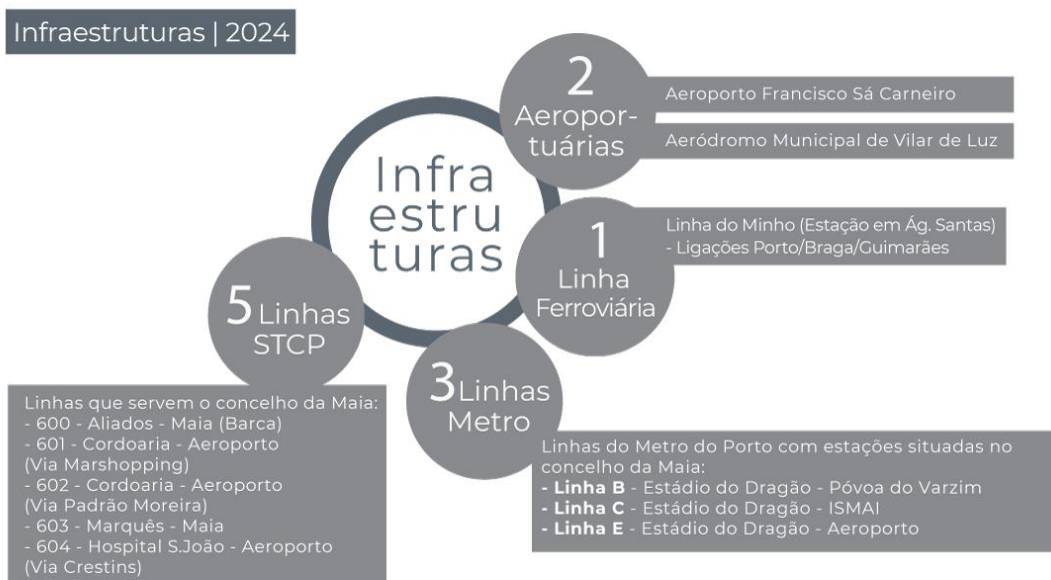 Infraestruturas | 2024
Infra
estru
turas
2
Aeropor-
tuárias
Aeroporto Francisco Sá Carneiro
Aeródromo Municipal de Vilar de Luz
1
Linha
Ferroviária
Linha do Minho (Estação em Ág. Santas)
- Ligações Porto/Braga/Guimarães
3 Linhas
Metro
Linhas do Metro do Porto com estações situadas no
concelho da Maia:
- Linha B - Estádio do Dragão - Póvoa do Varzim
- Linha C - Estádio do Dragão - ISMAI
- Linha E - Estádio do Dragão - Aeroporto
5 Linhas
STCP
Linhas que servem o concelho da Maia:
- 600 - Aliados - Maia (Barca)
- 601 - Cordoaria - Aeroporto
(Via Marshopping)
- 602 - Cordoaria - Aeroporto
(Via Padrão Moreira)
- 603 - Marquês - Maia
- 604 - Hospital S.João - Aeroporto
(Via Crestins)